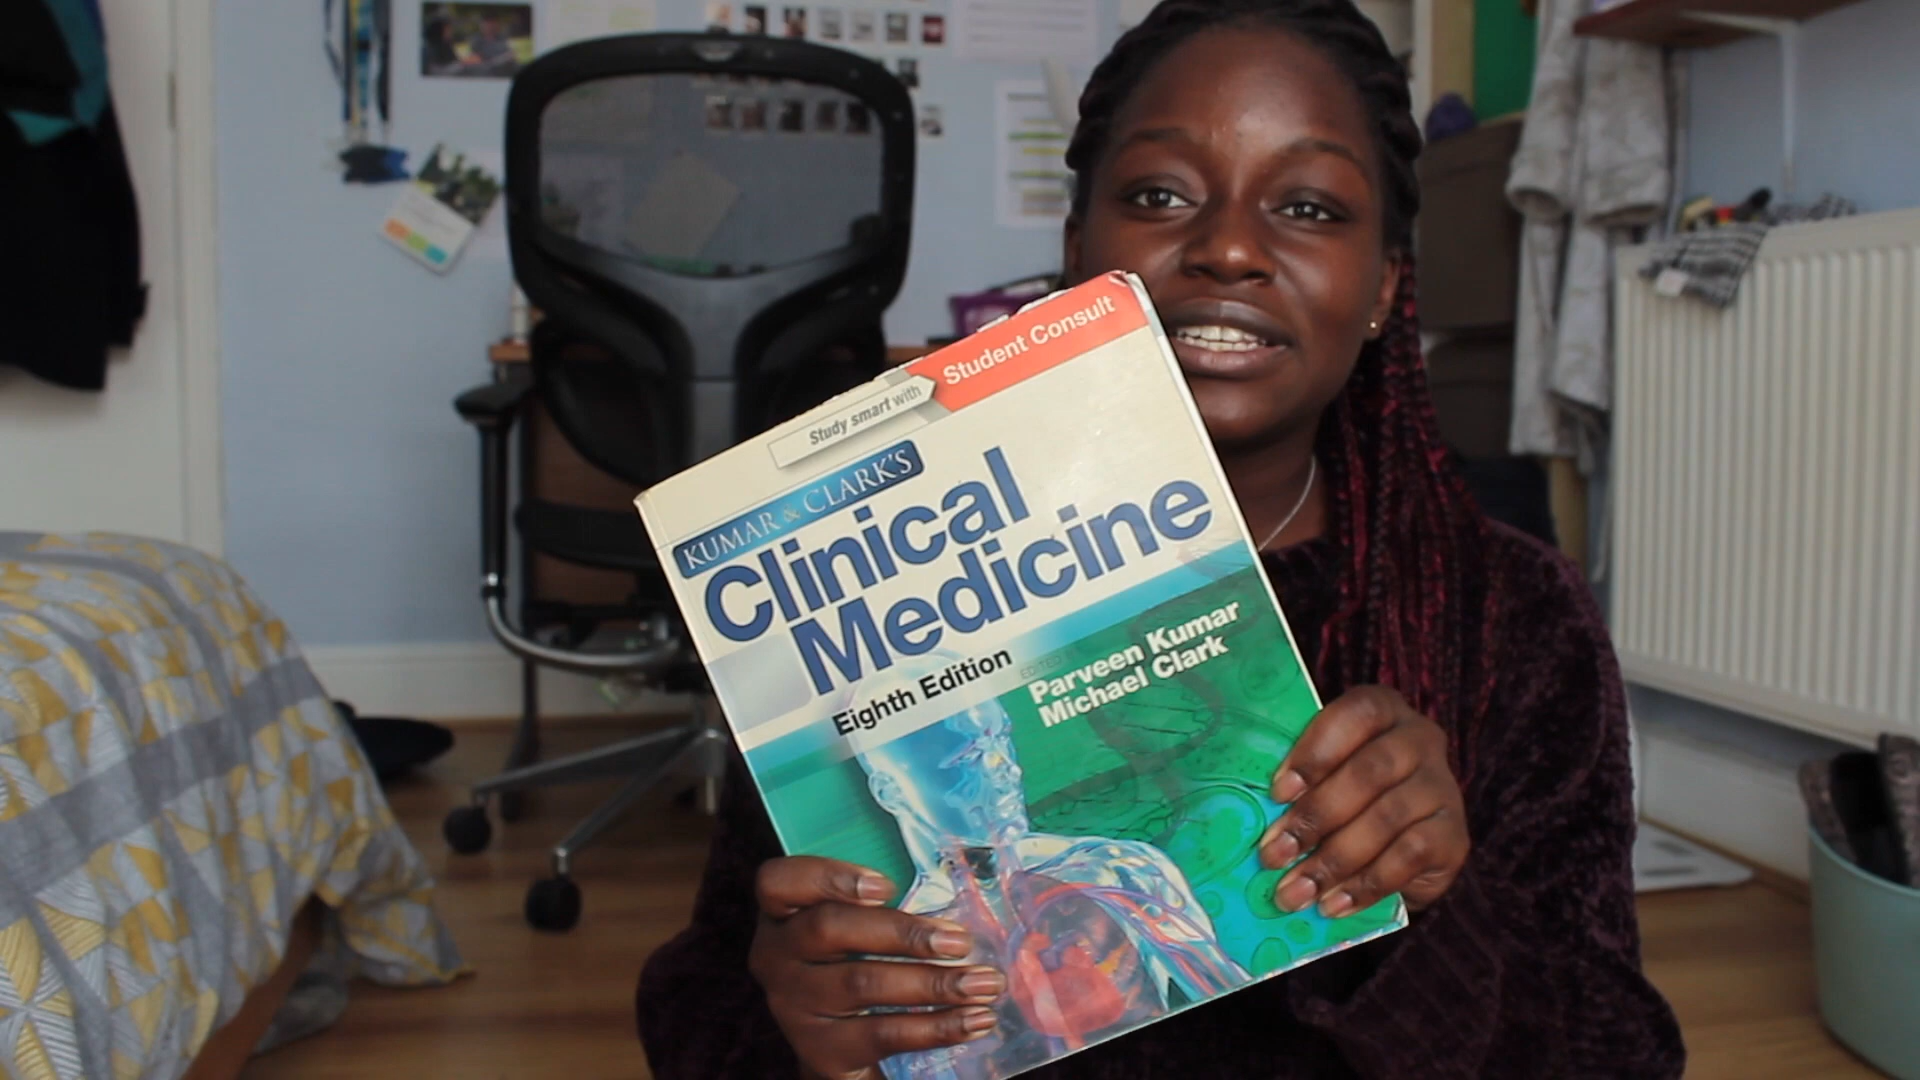 Study smart with
Student Consult
KUMAR & CLARK'S
Clinical
Medicine
Eighth Edition
EDITED BY
Parveen Kumar
Michael Clark